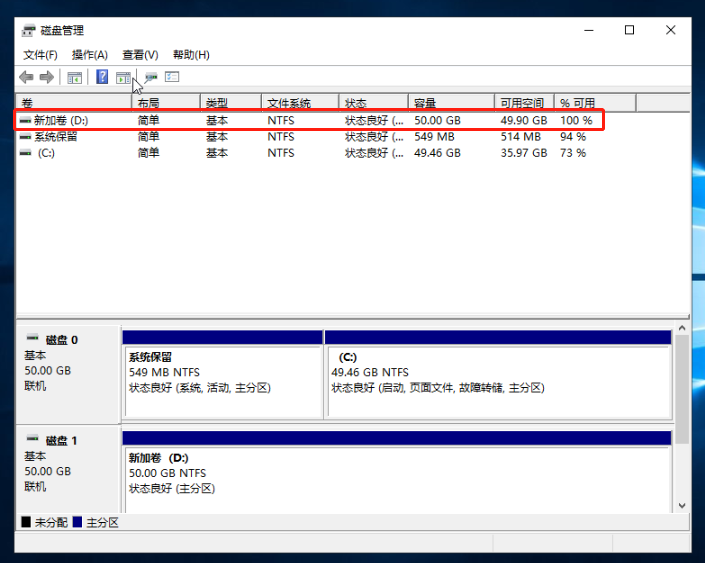 磁盘管理
文件(F) 操作(A) 查看(V) 帮助(H)
卷 布局 类型 文件系统 状态 容量 可用空间 % 可用
新加卷 (D:) 简单 基本 NTFS 状态良好 (... 50.00 GB 49.90 GB 100 %
系统保留 简单 基本 NTFS 状态良好 (... 549 MB 514 MB 94 %
(C:) 简单 基本 NTFS 状态良好 (... 49.46 GB 35.97 GB 73 %
磁盘 0
基本
50.00 GB
联机
系统保留
549 MB NTFS
状态良好 (系统, 活动, 主分区)
(C:)
49.46 GB NTFS
状态良好 (启动, 页面文件, 故障转储, 主分区)
磁盘 1
基本
50.00 GB
联机
新加卷 (D:)
50.00 GB NTFS
状态良好 (主分区)
未分配 主分区